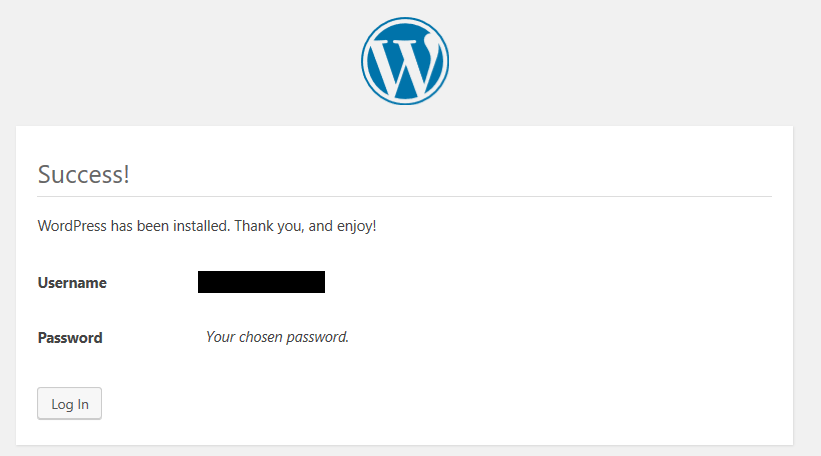 Success!
WordPress has been installed. Thank you, and enjoy!
Username
Password Your chosen password.
Log In